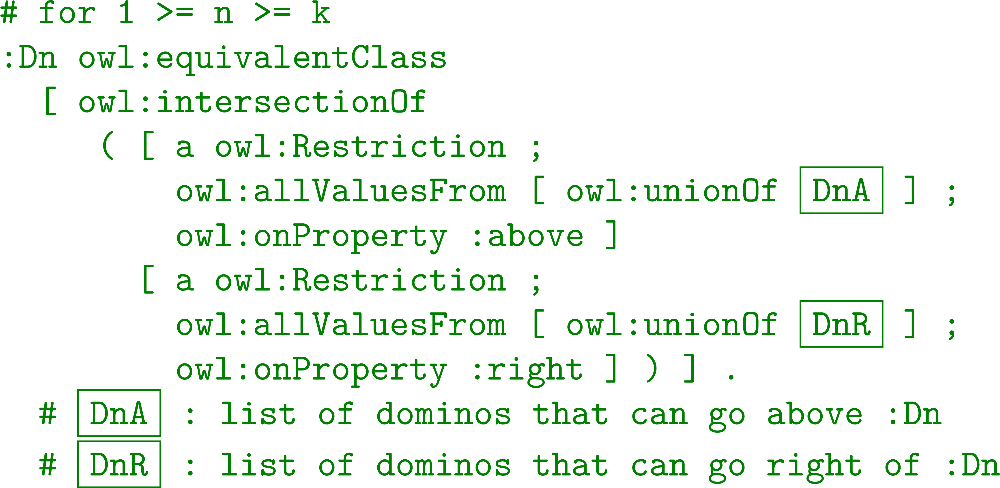 # for 1 >= n >= k
:Dn owl:equivalentClass
[ owl:intersectionOf
( [ a owl:Restriction ;
owl:allValuesFrom [ owl:unionOf DnA ] ;
owl:onProperty :above ]
[ a owl:Restriction ;
owl:allValuesFrom [ owl:unionOf DnR ] ;
owl:onProperty :right ] ) ] .
# DnA : list of dominos that can go above :Dn
# DnR : list of dominos that can go right of :Dn